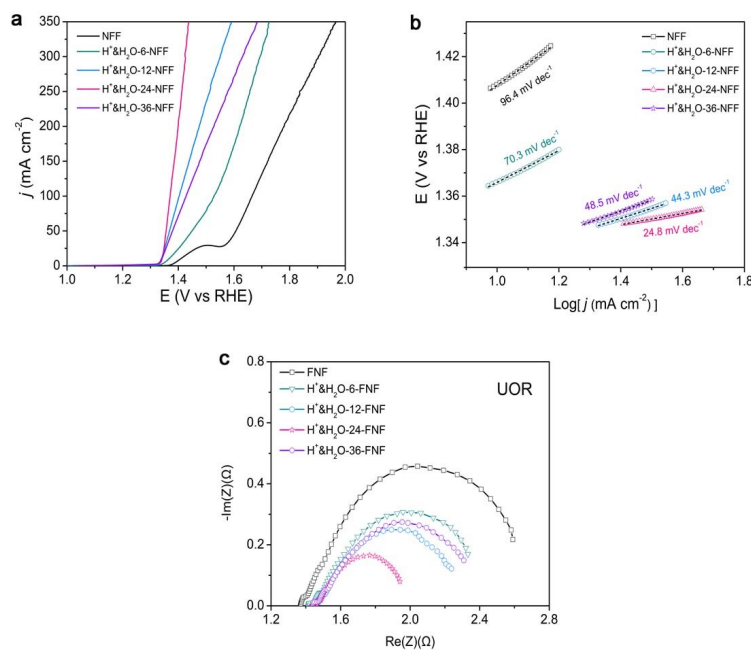 a
350
300
250
200
150
100
50
0
j (mA cm⁻²)
NFF
H⁺&H₂O-6-NFF
H⁺&H₂O-12-NFF
H⁺&H₂O-24-NFF
H⁺&H₂O-36-NFF
1.0 1.2 1.4 1.6 1.8 2.0
E (V vs RHE)
b
1.42
1.40
1.38
1.36
1.34
E (V vs RHE)
NFF
H⁺&H₂O-6-NFF
H⁺&H₂O-12-NFF
H⁺&H₂O-24-NFF
H⁺&H₂O-36-NFF
96.4 mV dec⁻¹
70.3 mV dec⁻¹
48.5 mV dec⁻¹
44.3 mV dec⁻¹
24.8 mV dec⁻¹
0.8 1.0 1.2 1.4 1.6 1.8
Log[j (mA cm⁻²)]
c
0.8
0.6
0.4
0.2
0.0
-Im(Z)(Ω)
FNF
H⁺&H₂O-6-FNF
H⁺&H₂O-12-FNF
H⁺&H₂O-24-FNF
H⁺&H₂O-36-FNF
UOR
1.2 1.6 2.0 2.4 2.8
Re(Z)(Ω)